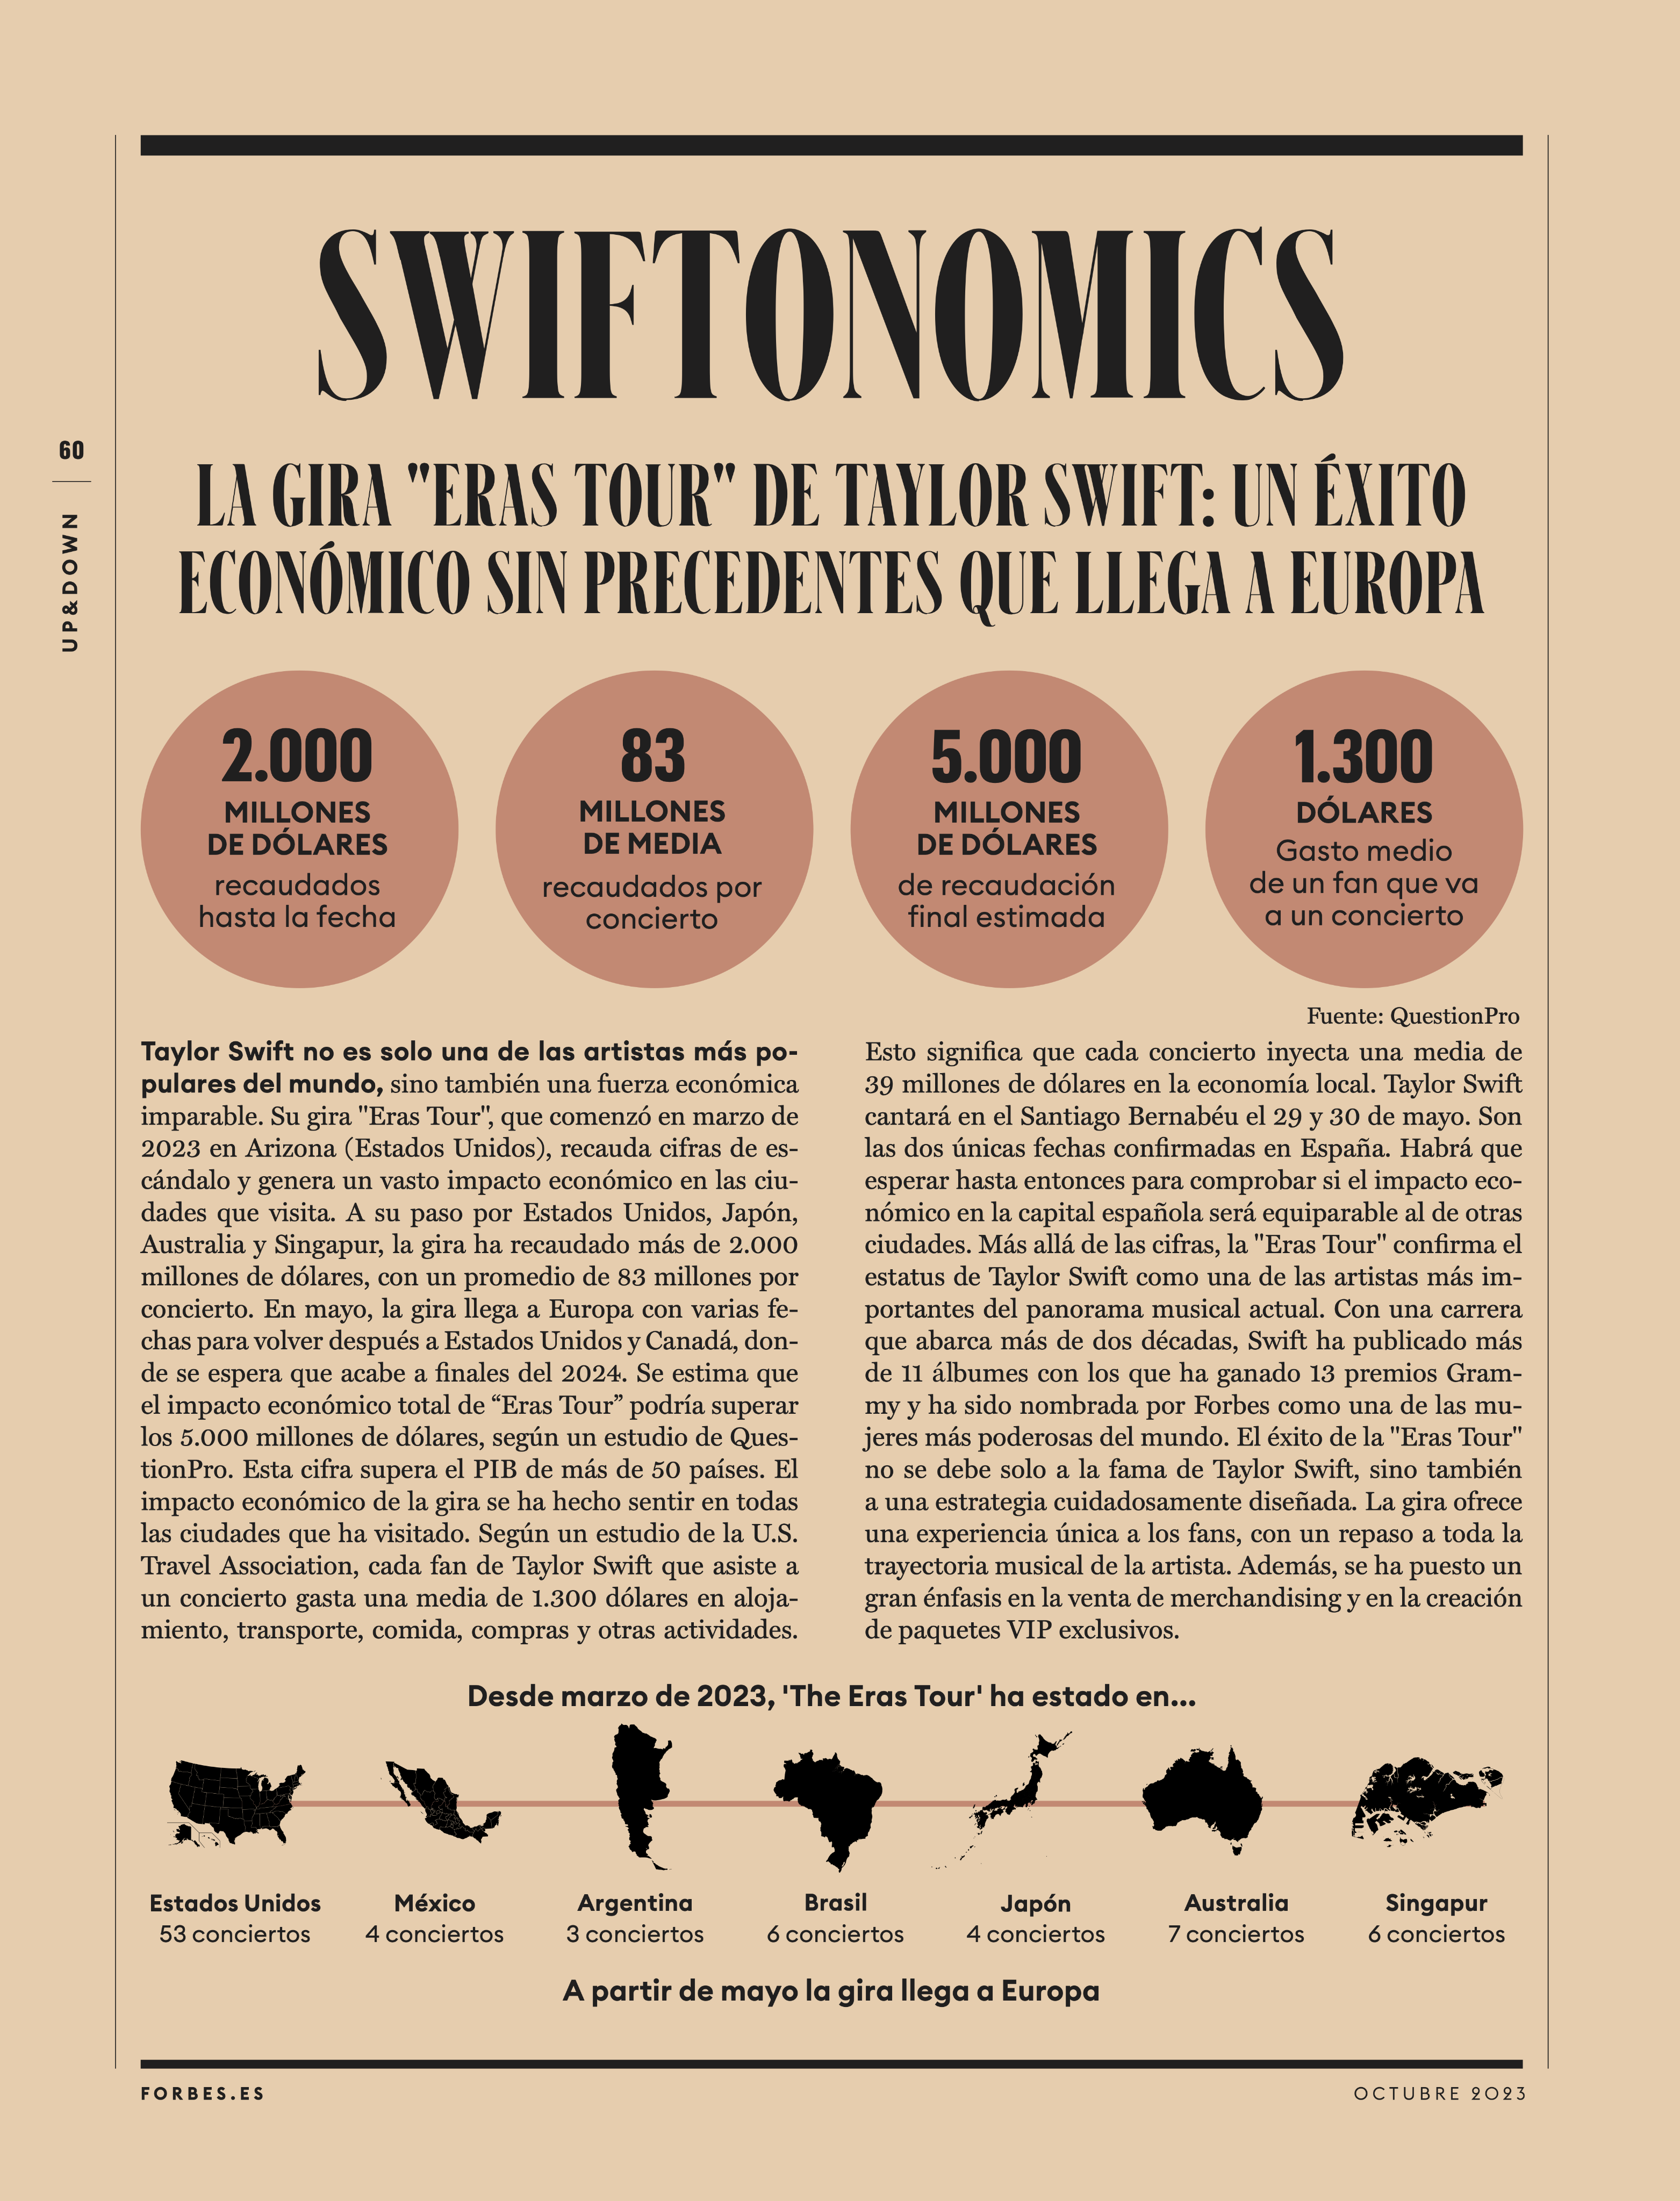 SWIFTONOMICS
60
UP&DOWN
LA GIRA "ERAS TOUR" DE TAYLOR SWIFT: UN ÉXITO
ECONÓMICO SIN PRECEDENTES QUE LLEGA A EUROPA
2.000
MILLONES
DE DÓLARES
recaudados
hasta la fecha
83
MILLONES
DE MEDIA
recaudados por
concierto
5.000
MILLONES
DE DÓLARES
de recaudación
final estimada
1.300
DÓLARES
Gasto medio
de un fan que va
a un concierto
Fuente: QuestionPro
Taylor Swift no es solo una de las artistas más po-
pulares del mundo, sino también una fuerza económica
imparable. Su gira "Eras Tour", que comenzó en marzo de
2023 en Arizona (Estados Unidos), recauda cifras de es-
cándalo y genera un vasto impacto económico en las ciu-
dades que visita. A su paso por Estados Unidos, Japón,
Australia y Singapur, la gira ha recaudado más de 2.000
millones de dólares, con un promedio de 83 millones por
concierto. En mayo, la gira llega a Europa con varias fe-
chas para volver después a Estados Unidos y Canadá, don-
de se espera que acabe a finales del 2024. Se estima que
el impacto económico total de “Eras Tour” podría superar
los 5.000 millones de dólares, según un estudio de Ques-
tionPro. Esta cifra supera el PIB de más de 50 países. El
impacto económico de la gira se ha hecho sentir en todas
las ciudades que ha visitado. Según un estudio de la U.S.
Travel Association, cada fan de Taylor Swift que asiste a
un concierto gasta una media de 1.300 dólares en aloja-
miento, transporte, comida, compras y otras actividades.
Esto significa que cada concierto inyecta una media de
39 millones de dólares en la economía local. Taylor Swift
cantará en el Santiago Bernabéu el 29 y 30 de mayo. Son
las dos únicas fechas confirmadas en España. Habrá que
esperar hasta entonces para comprobar si el impacto eco-
nómico en la capital española será equiparable al de otras
ciudades. Más allá de las cifras, la "Eras Tour" confirma el
estatus de Taylor Swift como una de las artistas más im-
portantes del panorama musical actual. Con una carrera
que abarca más de dos décadas, Swift ha publicado más
de 11 álbumes con los que ha ganado 13 premios Gram-
my y ha sido nombrada por Forbes como una de las mu-
jeres más poderosas del mundo. El éxito de la "Eras Tour"
no se debe solo a la fama de Taylor Swift, sino también
a una estrategia cuidadosamente diseñada. La gira ofrece
una experiencia única a los fans, con un repaso a toda la
trayectoria musical de la artista. Además, se ha puesto un
gran énfasis en la venta de merchandising y en la creación
de paquetes VIP exclusivos.
Desde marzo de 2023, 'The Eras Tour' ha estado en...
Estados Unidos
53 conciertos
México
4 conciertos
Argentina
3 conciertos
Brasil
6 conciertos
Japón
4 conciertos
Australia
7 conciertos
Singapur
6 conciertos
A partir de mayo la gira llega a Europa
FORBES.ES
OCTUBRE 2023